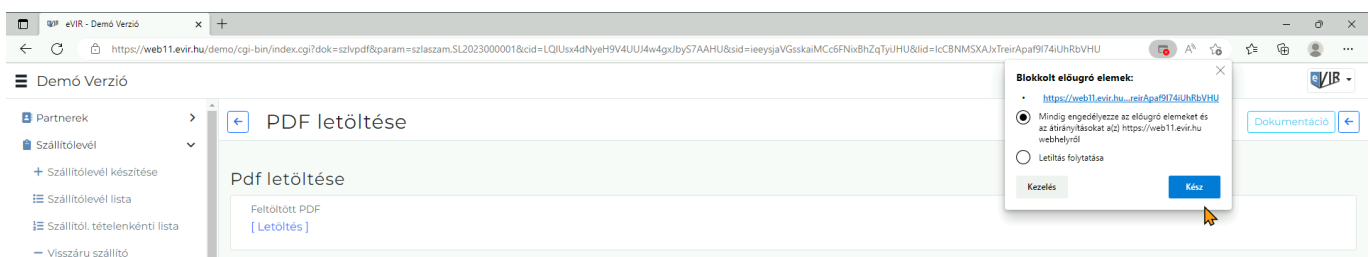 eVIR - Demó Verzió
https://web11.evir.hu/demo/cgi-bin/index.cgi?dok=szlvpdf&param=szlaszam.SL2023000001&cid=LQIUsx4dNyeH9V4UUJ4w4gxJbyS7AAHU&sid=ieeysjaVGsskaiMCc6FNixBhZqTyiJHU&lid=IcCBNMSXAJxTreirApaf9I74iUhRbVHU
Demó Verzió
eVIR
Blokkolt előugró elemek:
https://web11.evir.hu...reirApaf9I74iUhRbVHU
Mindig engedélyezze az előugró elemeket és
az átirányításokat a(z) https://web11.evir.hu
webhelyről
Letiltás folytatása
Kezelés
Kész
Partnerek
Szállítólevél
Szállítólevél készítése
Szállítólevél lista
Szállítól. tételenkénti lista
Visszáru szállító
PDF letöltése
Dokumentáció
Pdf letöltése
Feltöltött PDF
[ Letöltés ]